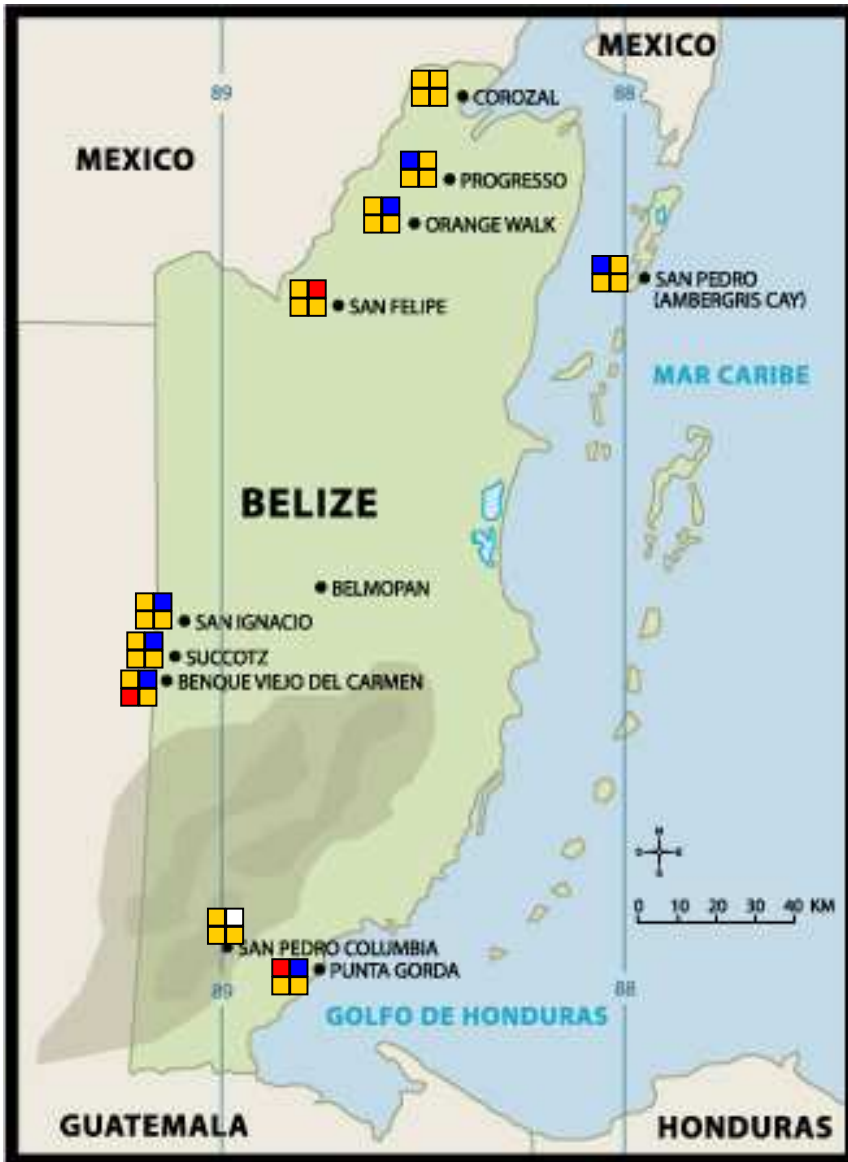 MEXICO
89
88
COROZAL
MEXICO
PROGRESSO
ORANGE WALK
SAN PEDRO
(AMBERGRIS CAY)
SAN FELIPE
MAR CARIBE
BELIZE
BELMOPAN
SAN IGNACIO
SUCCOTZ
BENQUE VIEJO DEL CARMEN
N
0 10 20 30 40 KM
SAN PEDRO COLUMBIA
PUNTA GORDA
89
88
GOLFO DE HONDURAS
GUATEMALA
HONDURAS